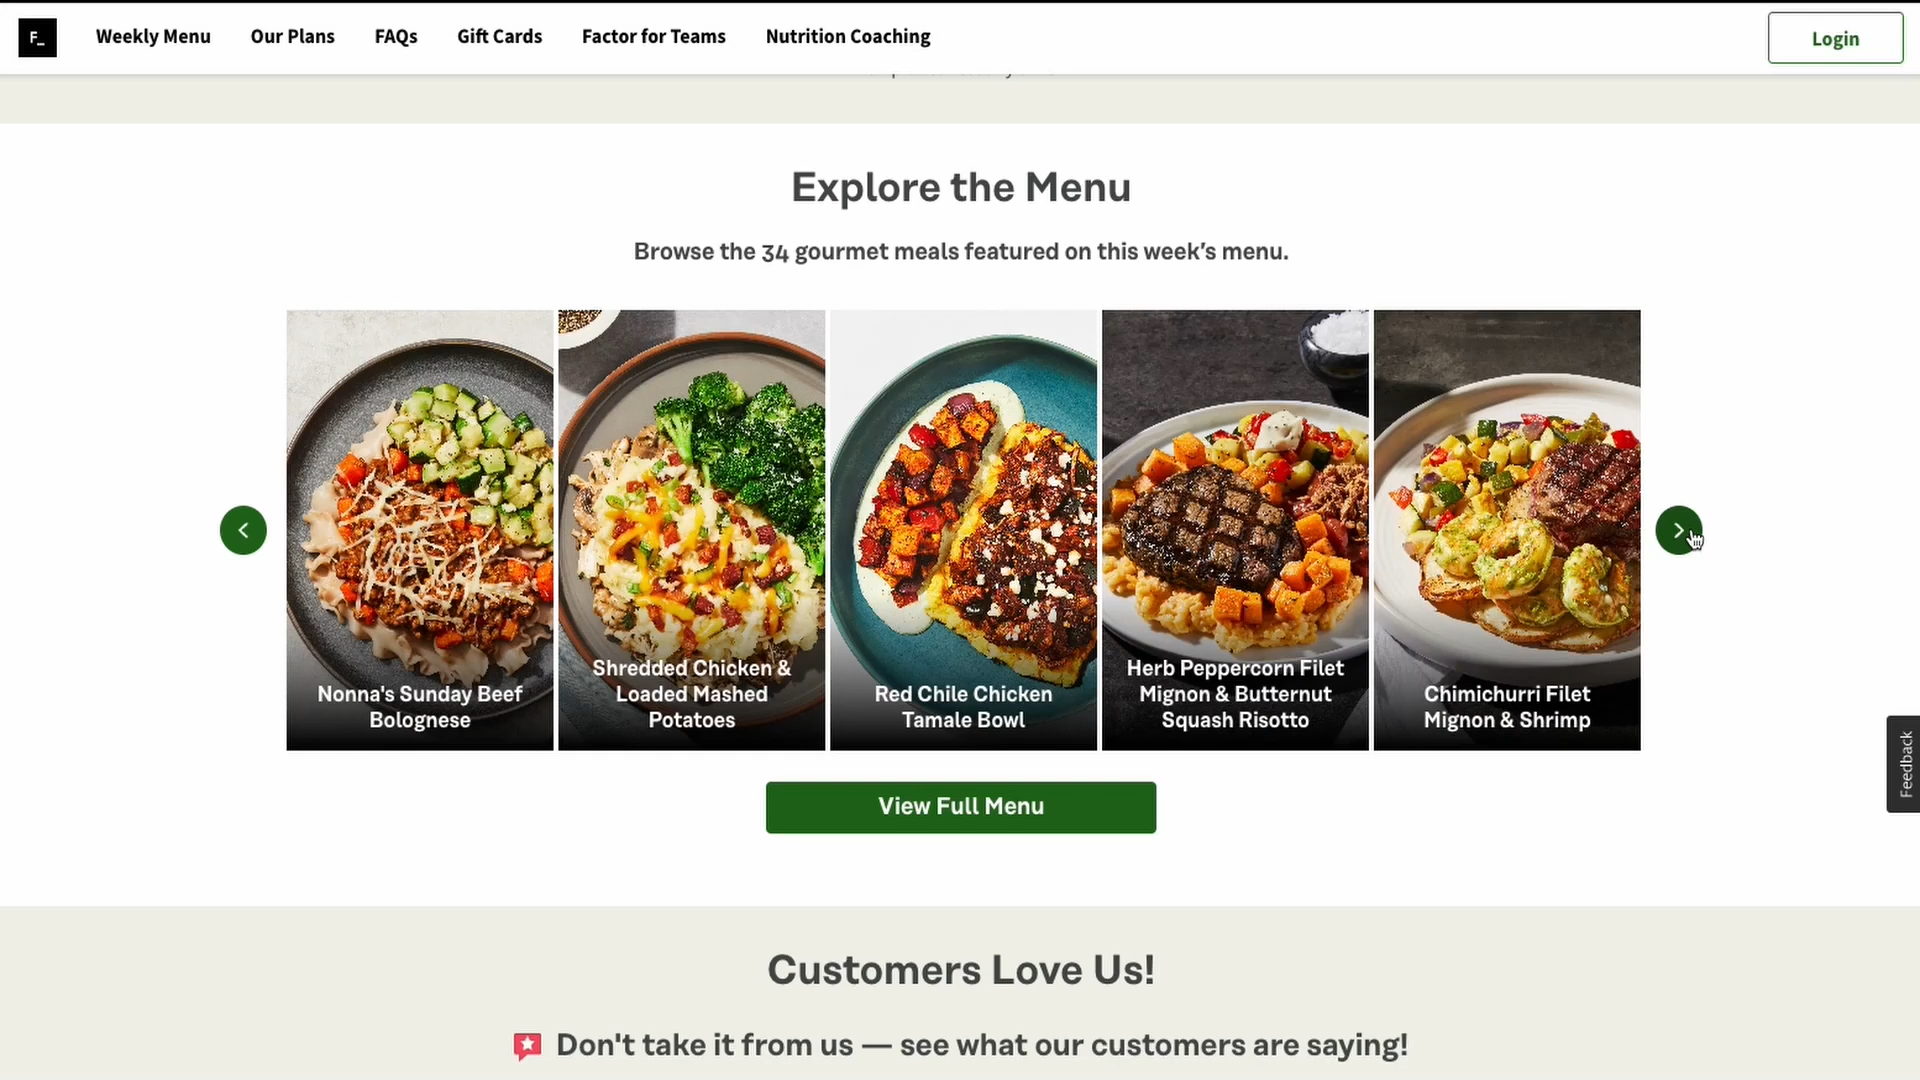 F_
Weekly Menu
Our Plans
FAQs
Gift Cards
Factor for Teams
Nutrition Coaching
Login
Explore the Menu
Browse the 34 gourmet meals featured on this week’s menu.
Nonna's Sunday Beef
Bolognese
Shredded Chicken &
Loaded Mashed
Potatoes
Red Chile Chicken
Tamale Bowl
Herb Peppercorn Filet
Mignon & Butternut
Squash Risotto
Chimichurri Filet
Mignon & Shrimp
View Full Menu
Feedback
Customers Love Us!
Don't take it from us — see what our customers are saying!